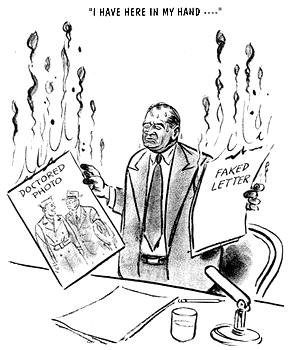 "I HAVE HERE IN MY HAND ----"
DOCTORED
PHOTO
FAKED
LETTER